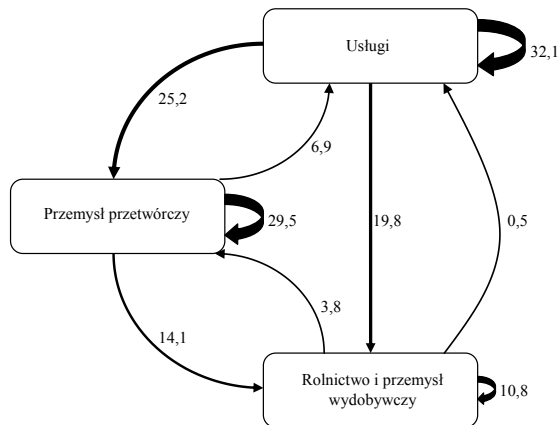 Usługi
32,1
25,2
6,9
Przemysł przetwórczy
29,5
19,8
0,5
3,8
14,1
Rolnictwo i przemysł
wydobywczy
10,8